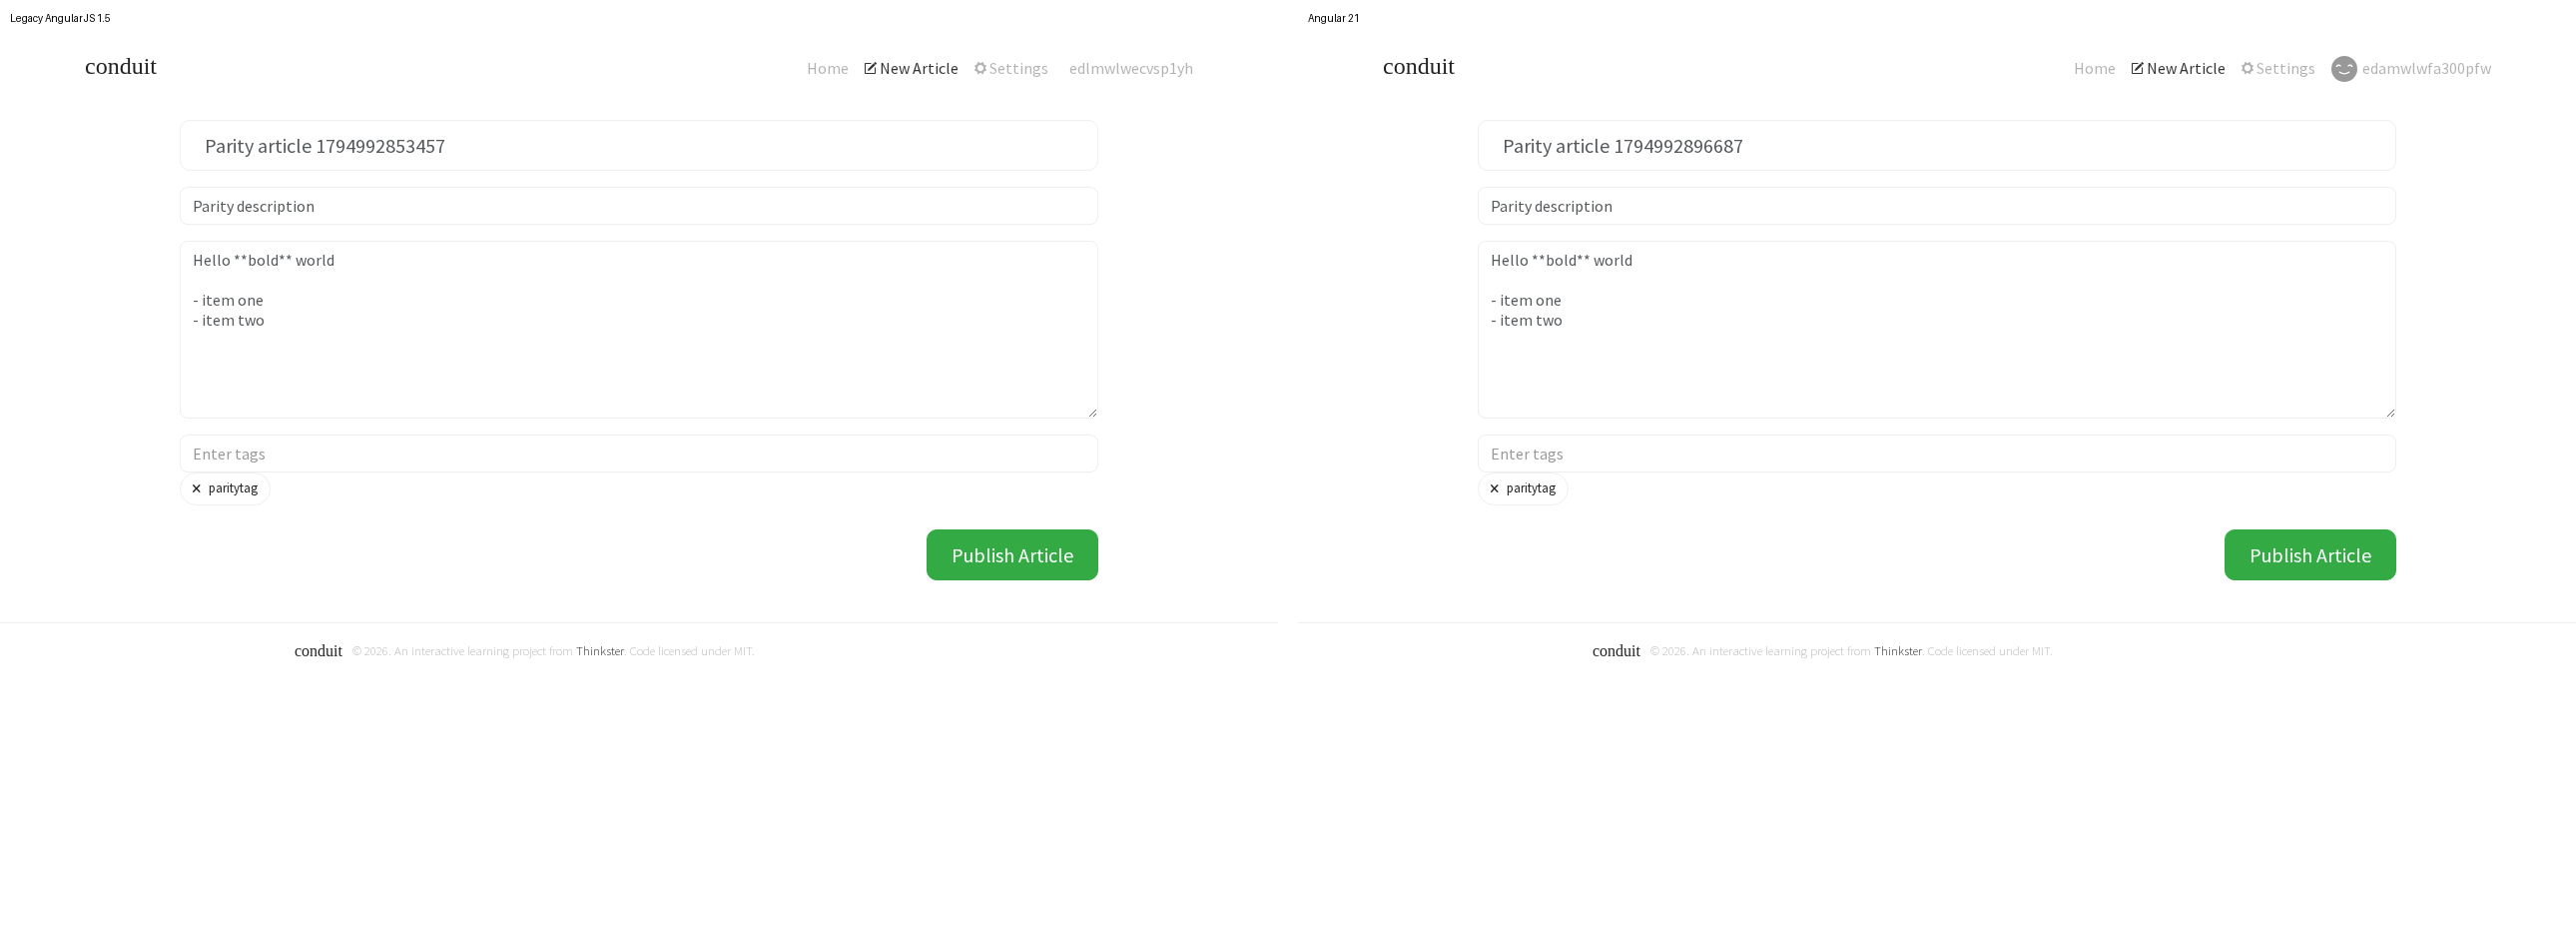 Legacy AngularJS 1.5
conduit
Home New Article Settings edlmwlwecvsp1yh
Parity article 1794992853457
Parity description
Hello **bold** world
- item one
- item two
Enter tags
paritytag
Publish Article
conduit © 2026. An interactive learning project from Thinkster. Code licensed under MIT.
Angular 21
conduit
Home New Article Settings edamwlwfa300pfw
Parity article 1794992896687
Parity description
Hello **bold** world
- item one
- item two
Enter tags
paritytag
Publish Article
conduit © 2026. An interactive learning project from Thinkster. Code licensed under MIT.